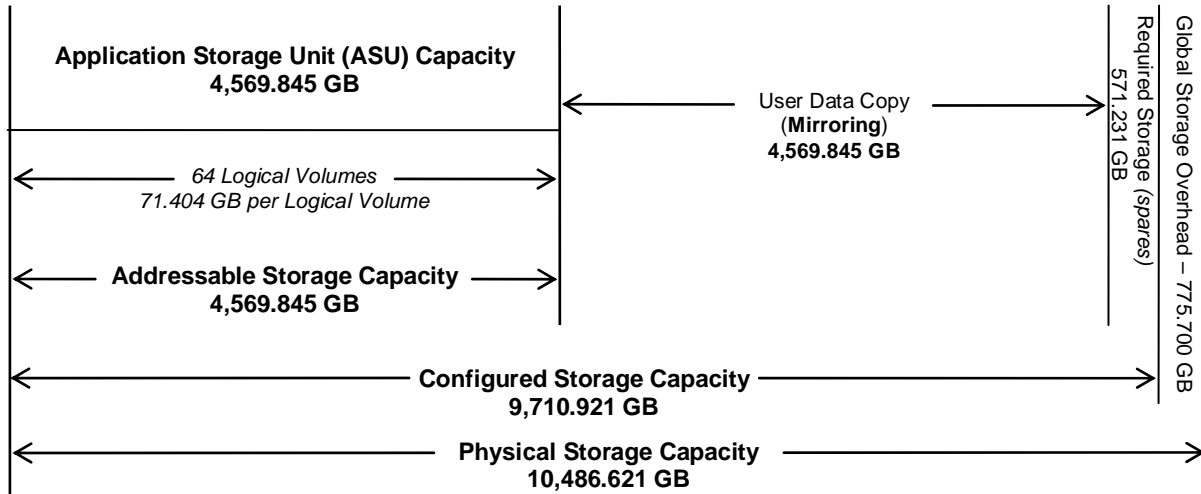 Application Storage Unit (ASU) Capacity
4,569.845 GB
User Data Copy
(Mirroring)
4,569.845 GB
64 Logical Volumes
71.404 GB per Logical Volume
Addressable Storage Capacity
4,569.845 GB
Required Storage (spares)
571.231 GB
Global Storage Overhead – 775.700 GB
Configured Storage Capacity
9,710.921 GB
Physical Storage Capacity
10,486.621 GB